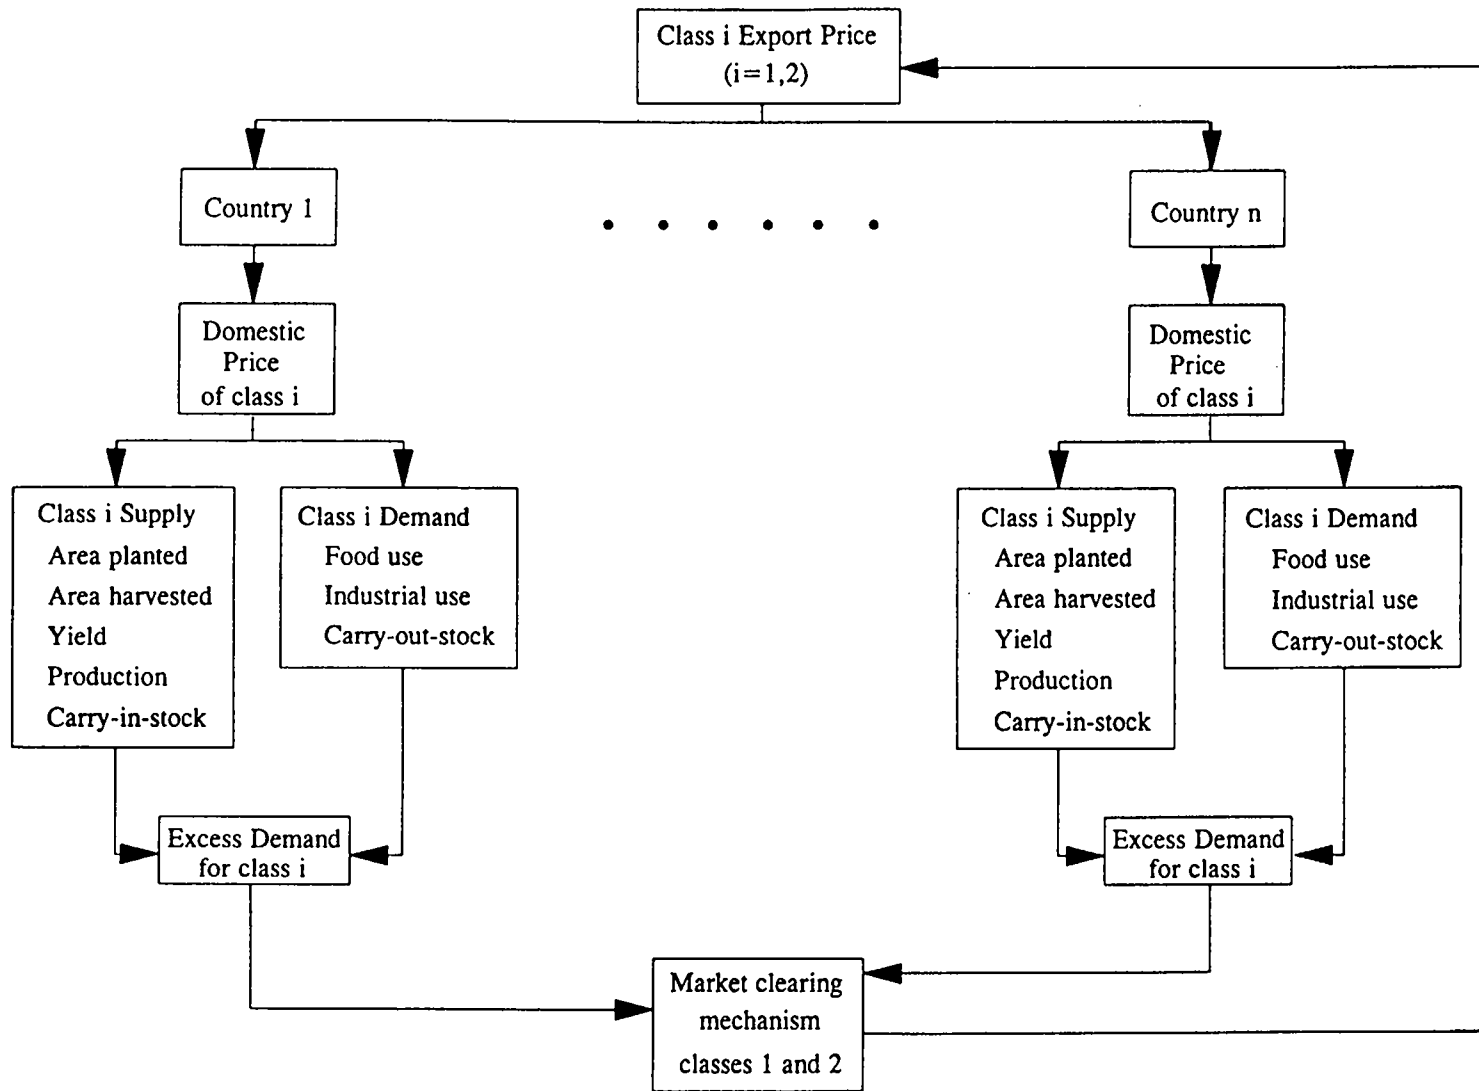 Class i Export Price
(i=1,2)
Country 1
Country n
Domestic
Price
of class i
Domestic
Price
of class i
Class i Supply
Area planted
Area harvested
Yield
Production
Carry-in-stock
Class i Demand
Food use
Industrial use
Carry-out-stock
Class i Supply
Area planted
Area harvested
Yield
Production
Carry-in-stock
Class i Demand
Food use
Industrial use
Carry-out-stock
Excess Demand
for class i
Excess Demand
for class i
Market clearing
mechanism
classes 1 and 2